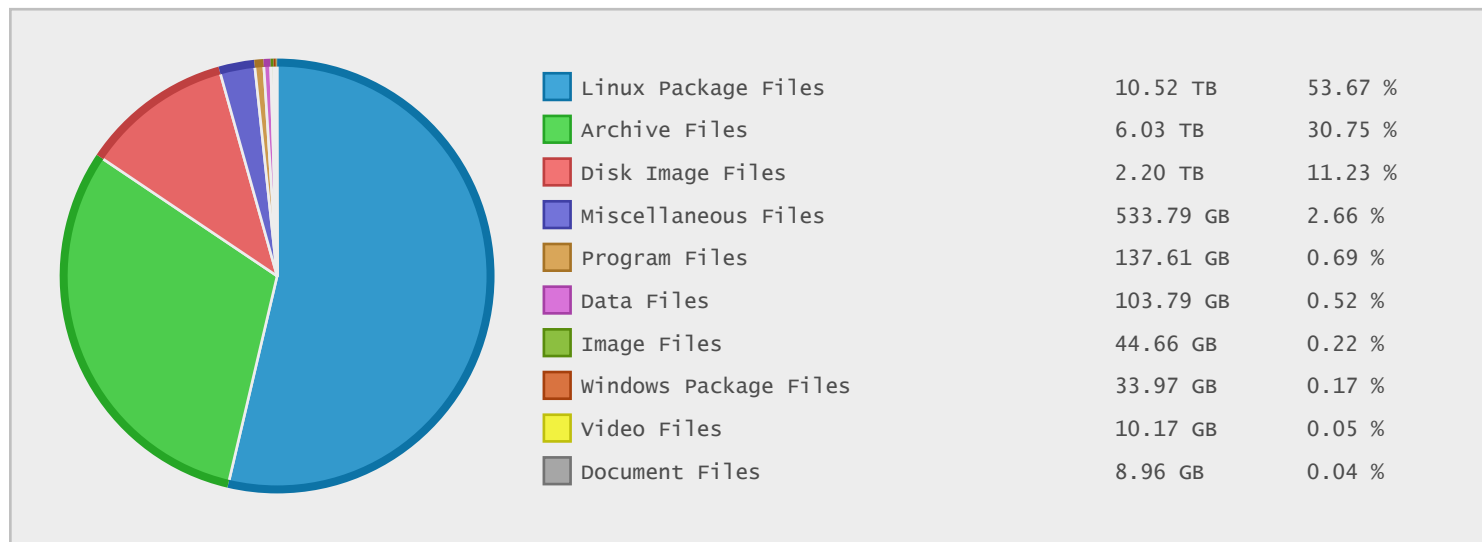 Linux Package Files 10.52 TB 53.67 %
Archive Files 6.03 TB 30.75 %
Disk Image Files 2.20 TB 11.23 %
Miscellaneous Files 533.79 GB 2.66 %
Program Files 137.61 GB 0.69 %
Data Files 103.79 GB 0.52 %
Image Files 44.66 GB 0.22 %
Windows Package Files 33.97 GB 0.17 %
Video Files 10.17 GB 0.05 %
Document Files 8.96 GB 0.04 %